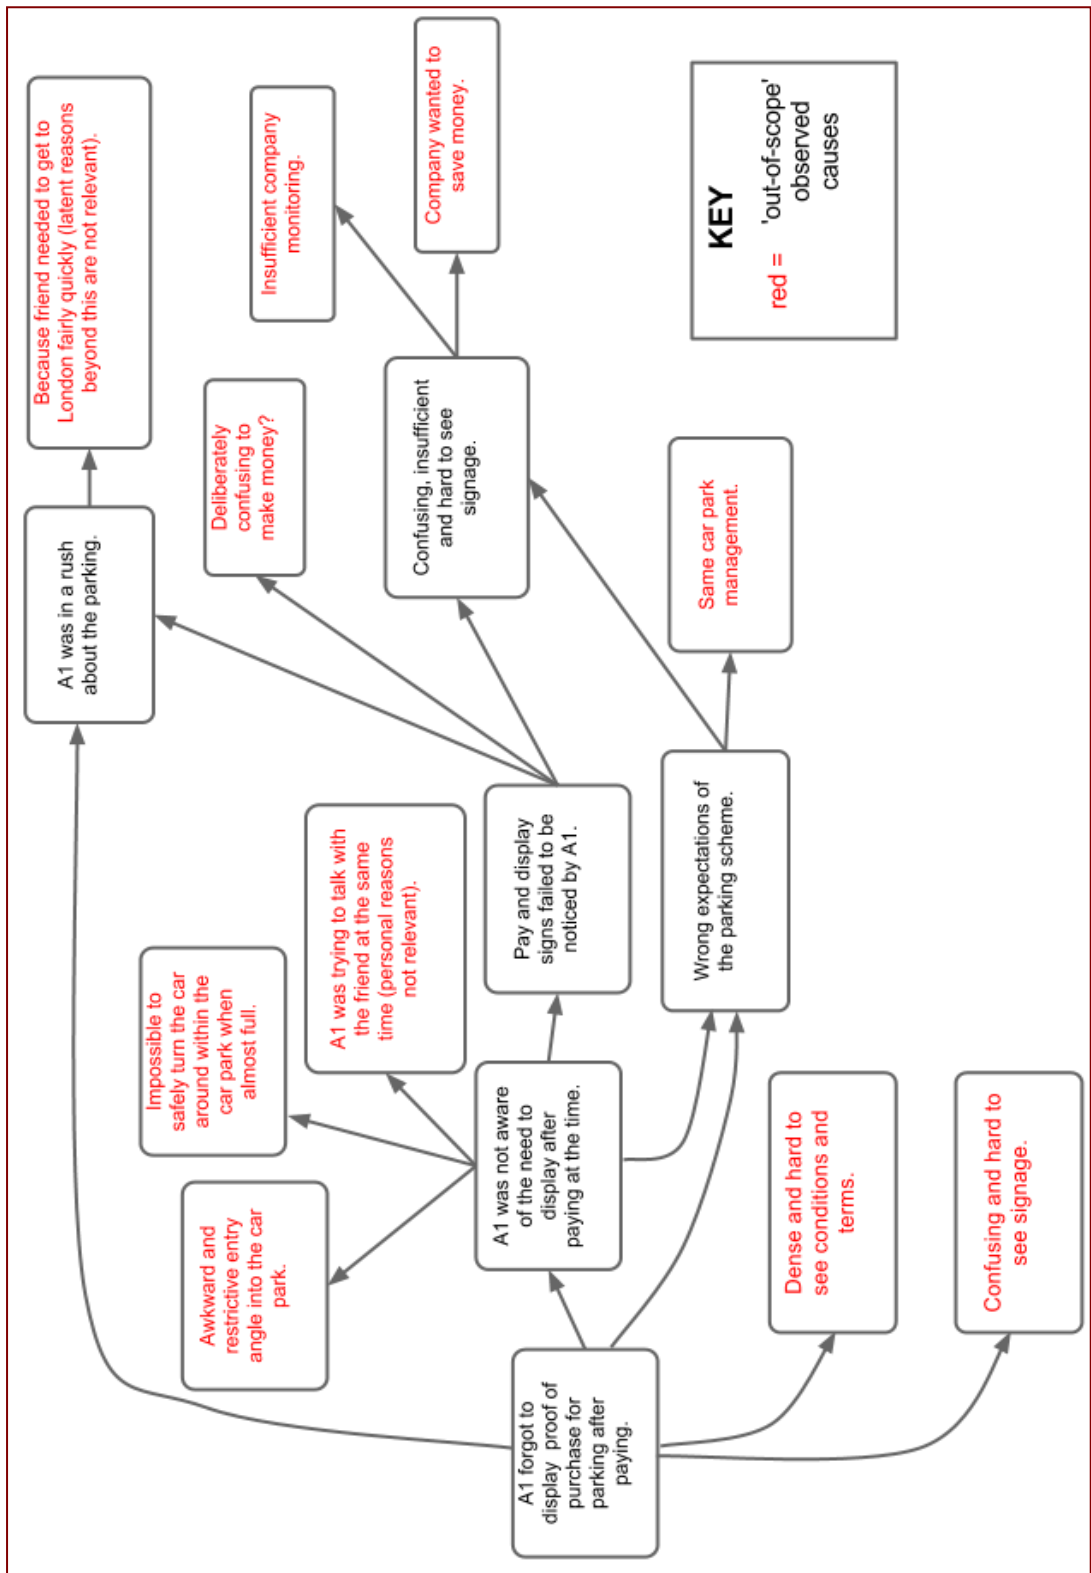 Because friend needed to get to
London fairly quickly (latent reasons
beyond this are not relevant).
A1 was in a rush
about the parking.
Insufficient company
monitoring.
Company wanted to
save money.
Deliberately
confusing to
make money?
Confusing, insufficient
and hard to see
signage.
KEY
red = 'out-of-scope'
observed
causes
Same car park
management.
Impossible to
safely turn the car
around within the
car park when
almost full.
A1 was trying to talk with
the friend at the same
time (personal reasons
not relevant).
Pay and display
signs failed to be
noticed by A1.
Wrong expectations of
the parking scheme.
Awkward and
restrictive entry
angle into the car
park.
A1 was not aware
of the need to
display after
paying at the time.
Dense and hard to
see conditions and
terms.
Confusing and hard to
see signage.
A1 forgot to
display proof of
purchase for
parking after
paying.